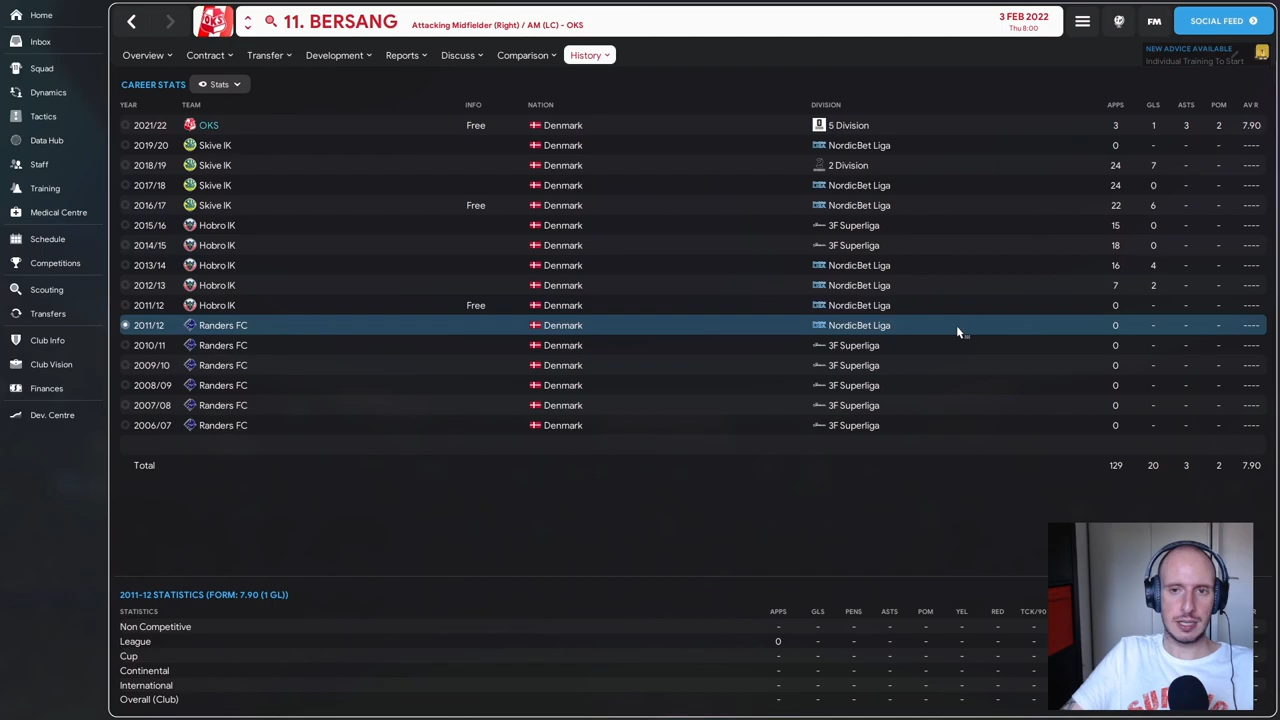 Home
Inbox
Squad
Dynamics
Tactics
Data Hub
Staff
Training
Medical Centre
Schedule
Competitions
Scouting
Transfers
Club Info
Club Vision
Finances
Dev. Centre
OKS
11. BERSANG
Attacking Midfielder (Right) / AM (LC) - OKS
3 FEB 2022
Thu 8:00
FM
SOCIAL FEED
Overview Contract Transfer Development Reports Discuss Comparison History
NEW ADVICE AVAILABLE
Individual Training To Start
CAREER STATS Stats
YEAR TEAM INFO NATION DIVISION APPS GLS ASTS POM AV R
2021/22 OKS Free Denmark 5 Division 3 1 3 2 7.90
2019/20 Skive IK Denmark NordicBet Liga 0 - - - ----
2018/19 Skive IK Denmark 2 Division 24 7 - - ----
2017/18 Skive IK Denmark NordicBet Liga 24 0 - - ----
2016/17 Skive IK Free Denmark NordicBet Liga 22 6 - - ----
2015/16 Hobro IK Denmark 3F Superliga 15 0 - - ----
2014/15 Hobro IK Denmark 3F Superliga 18 0 - - ----
2013/14 Hobro IK Denmark NordicBet Liga 16 4 - - ----
2012/13 Hobro IK Denmark NordicBet Liga 7 2 - - ----
2011/12 Hobro IK Free Denmark NordicBet Liga 0 - - - ----
2011/12 Randers FC Denmark NordicBet Liga 0 - - - ----
2010/11 Randers FC Denmark 3F Superliga 0 - - - ----
2009/10 Randers FC Denmark 3F Superliga 0 - - - ----
2008/09 Randers FC Denmark 3F Superliga 0 - - - ----
2007/08 Randers FC Denmark 3F Superliga 0 - - - ----
2006/07 Randers FC Denmark 3F Superliga 0 - - - ----
Total 129 20 3 2 7.90
2011-12 STATISTICS (FORM: 7.90 (1 GL))
STATISTICS APPS GLS PENS ASTS POM YEL RED TCK/90
Non Competitive - - - - - - -
League 0 - - - - - -
Cup - - - - - - -
Continental - - - - - - -
International - - - - - - -
Overall (Club) - - - - - - -